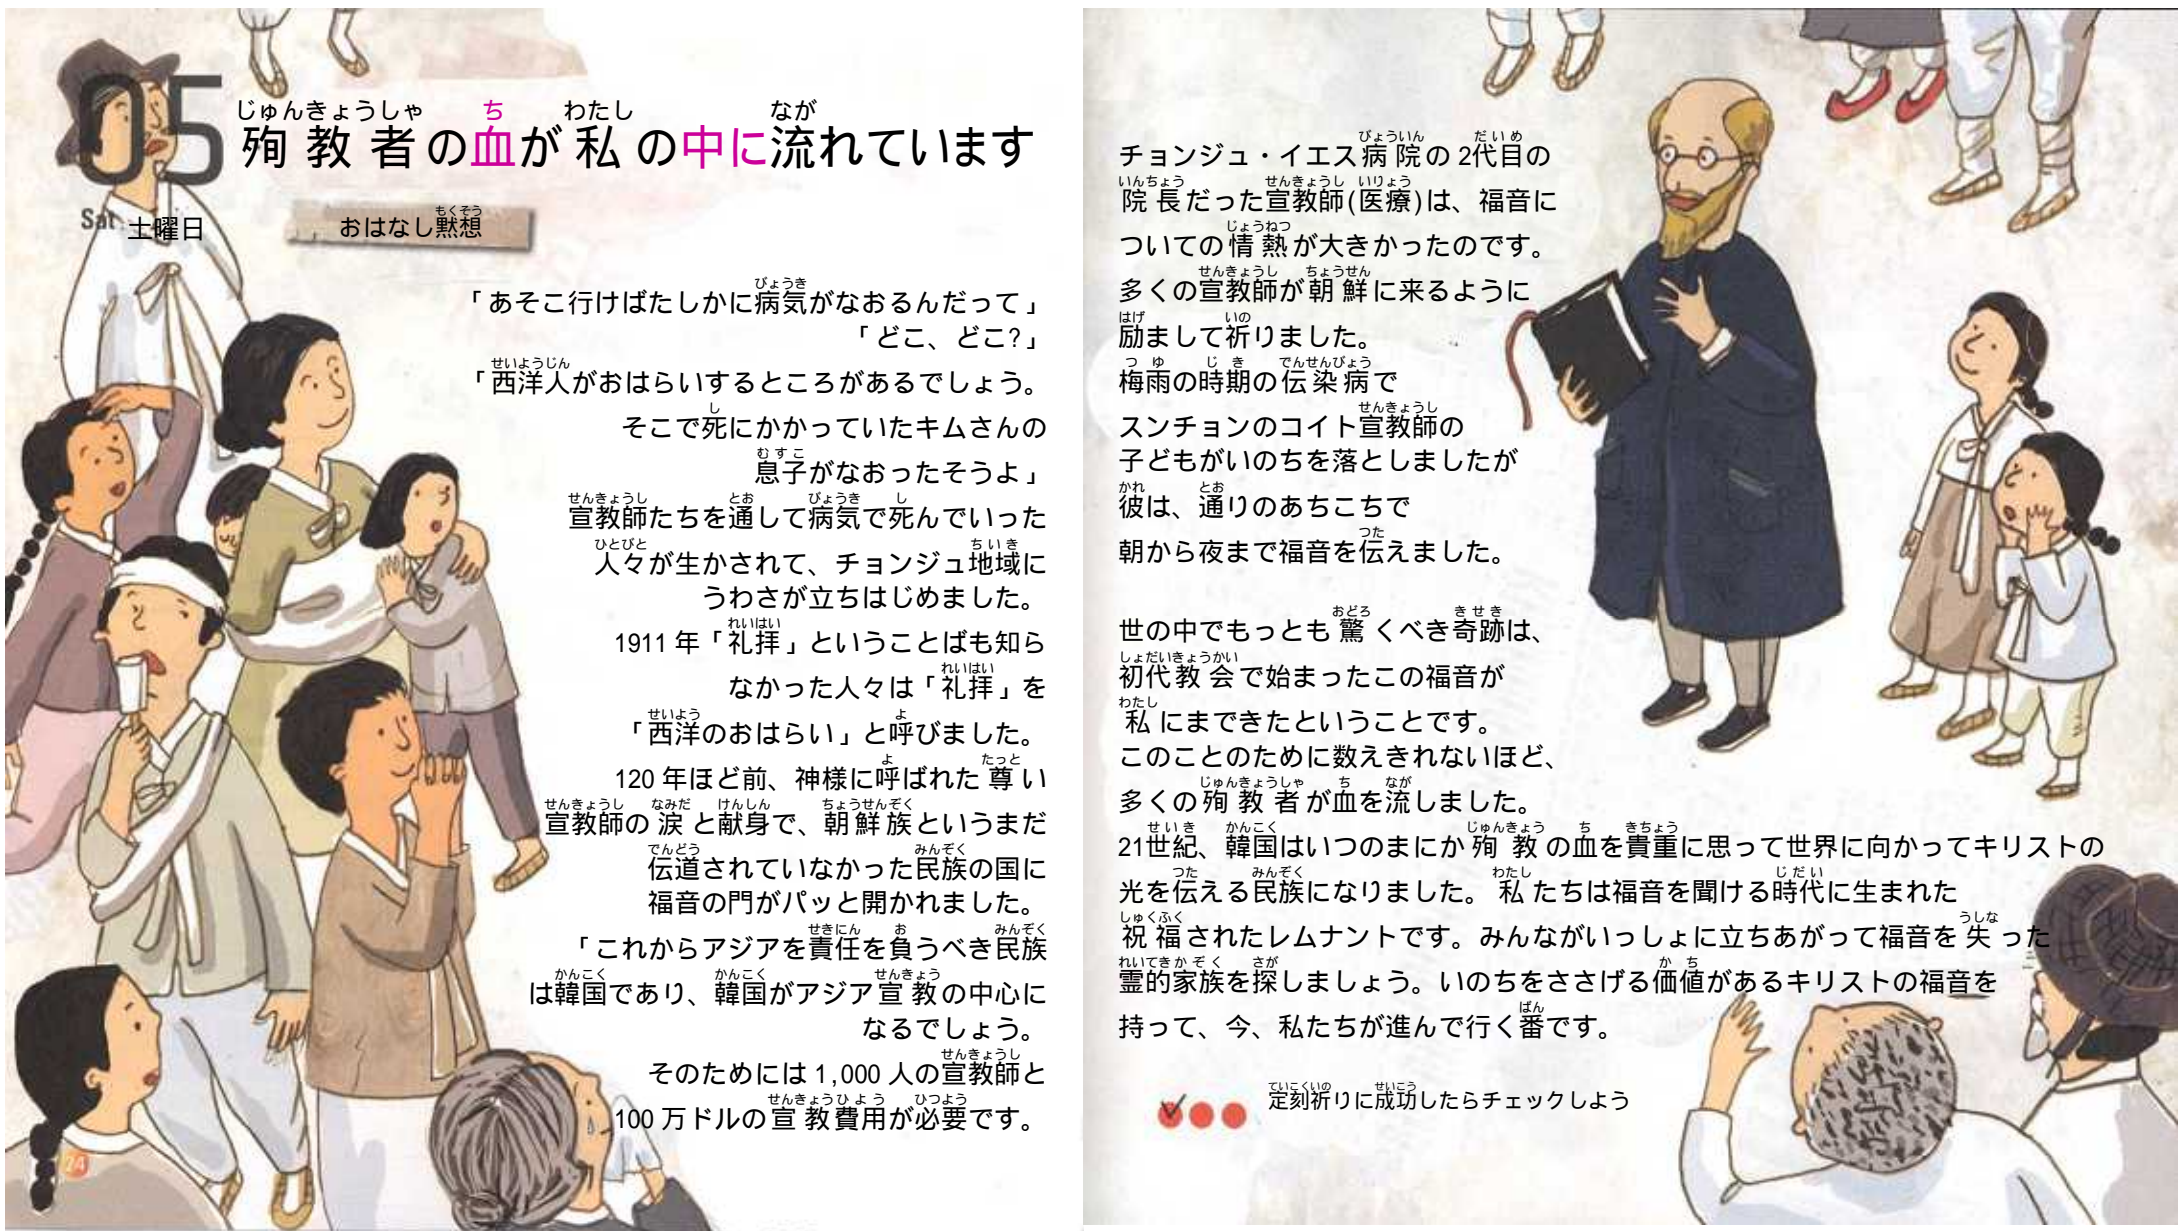 05
殉教者の血が私の中に流れています
Sat 土曜日
おはなし黙想
「あそこ行けばたしかに病気がなおるんだって」
「どこ、どこ?」
「西洋人がおはらいするところがあるでしょう。
そこで死にかかっていたキムさんの
息子がなおったそうよ」
宣教師たちを通して病気で死んでいった
人々が生かされて、チョンジュ地域に
うわさが立ちはじめました。
1911年「礼拝」ということばも知ら
なかった人々は「礼拝」を
「西洋のおはらい」と呼びました。
120年ほど前、神様に呼ばれた尊い
宣教師の涙と献身で、朝鮮族というまだ
伝道されていなかった民族の国に
福音の門がパッと開かれました。
「これからアジアを責任を負うべき民族
は韓国であり、韓国がアジア宣教の中心に
なるでしょう。
そのためには1,000人の宣教師と
100万ドルの宣教費用が必要です。
24
チョンジュ・イエス病院の2代目の
院長だった宣教師(医療)は、福音に
ついての情熱が大きかったのです。
多くの宣教師が朝鮮に来るように
励まして祈りました。
梅雨の時期の伝染病で
スンチョンのコイト宣教師の
子どもがいのちを落としましたが
彼は、通りのあちこちで
朝から夜まで福音を伝えました。
世の中でもっとも驚くべき奇跡は、
初代教会で始まったこの福音が
私にまできたということです。
このことのために数えきれないほど、
多くの殉教者が血を流しました。
21世紀、韓国はいつのまにか殉教の血を貴重に思って世界に向かってキリストの
光を伝える民族になりました。私たちは福音を聞ける時代に生まれた
祝福されたレムナントです。みんながいっしょに立ちあがって福音を失った
霊的家族を探しましょう。いのちをささげる価値があるキリストの福音を
持って、今、私たちが進んで行く番です。
定刻祈りに成功したらチェックしよう